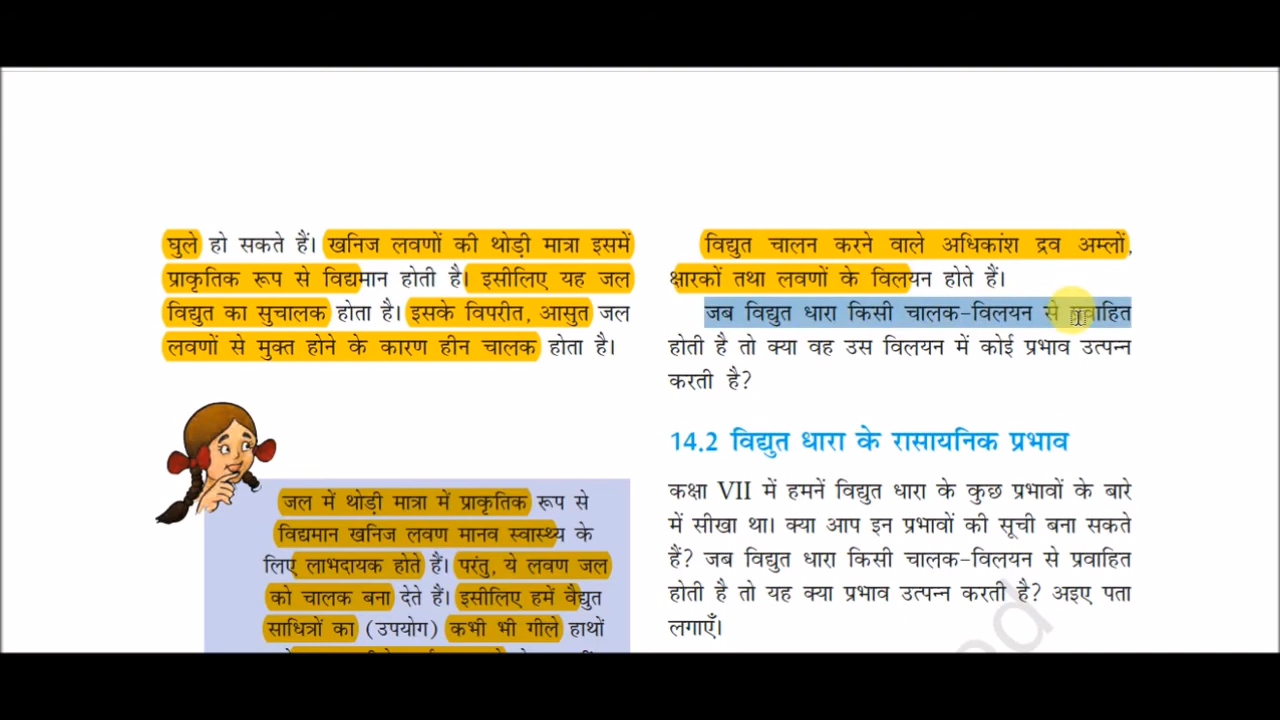 घुले हो सकते हैं। खनिज लवणों की थोड़ी मात्रा इसमें
प्राकृतिक रूप से विद्यमान होती है। इसीलिए यह जल
विद्युत का सुचालक होता है। इसके विपरीत, आसुत जल
लवणों से मुक्त होने के कारण हीन चालक होता है।
जल में थोड़ी मात्रा में प्राकृतिक रूप से
विद्यमान खनिज लवण मानव स्वास्थ्य के
लिए लाभदायक होते हैं। परंतु, ये लवण जल
को चालक बना देते हैं। इसीलिए हमें वैद्युत
साधित्रों का (उपयोग) कभी भी गीले हाथों
विद्युत चालन करने वाले अधिकांश द्रव अम्लों,
क्षारकों तथा लवणों के विलयन होते हैं।
जब विद्युत धारा किसी चालक-विलयन से प्रवाहित
होती है तो क्या वह उस विलयन में कोई प्रभाव उत्पन्न
करती है?
14.2 विद्युत धारा के रासायनिक प्रभाव
कक्षा VII में हमनें विद्युत धारा के कुछ प्रभावों के बारे
में सीखा था। क्या आप इन प्रभावों की सूची बना सकते
हैं? जब विद्युत धारा किसी चालक-विलयन से प्रवाहित
होती है तो यह क्या प्रभाव उत्पन्न करती है? अइए पता
लगाएँ।